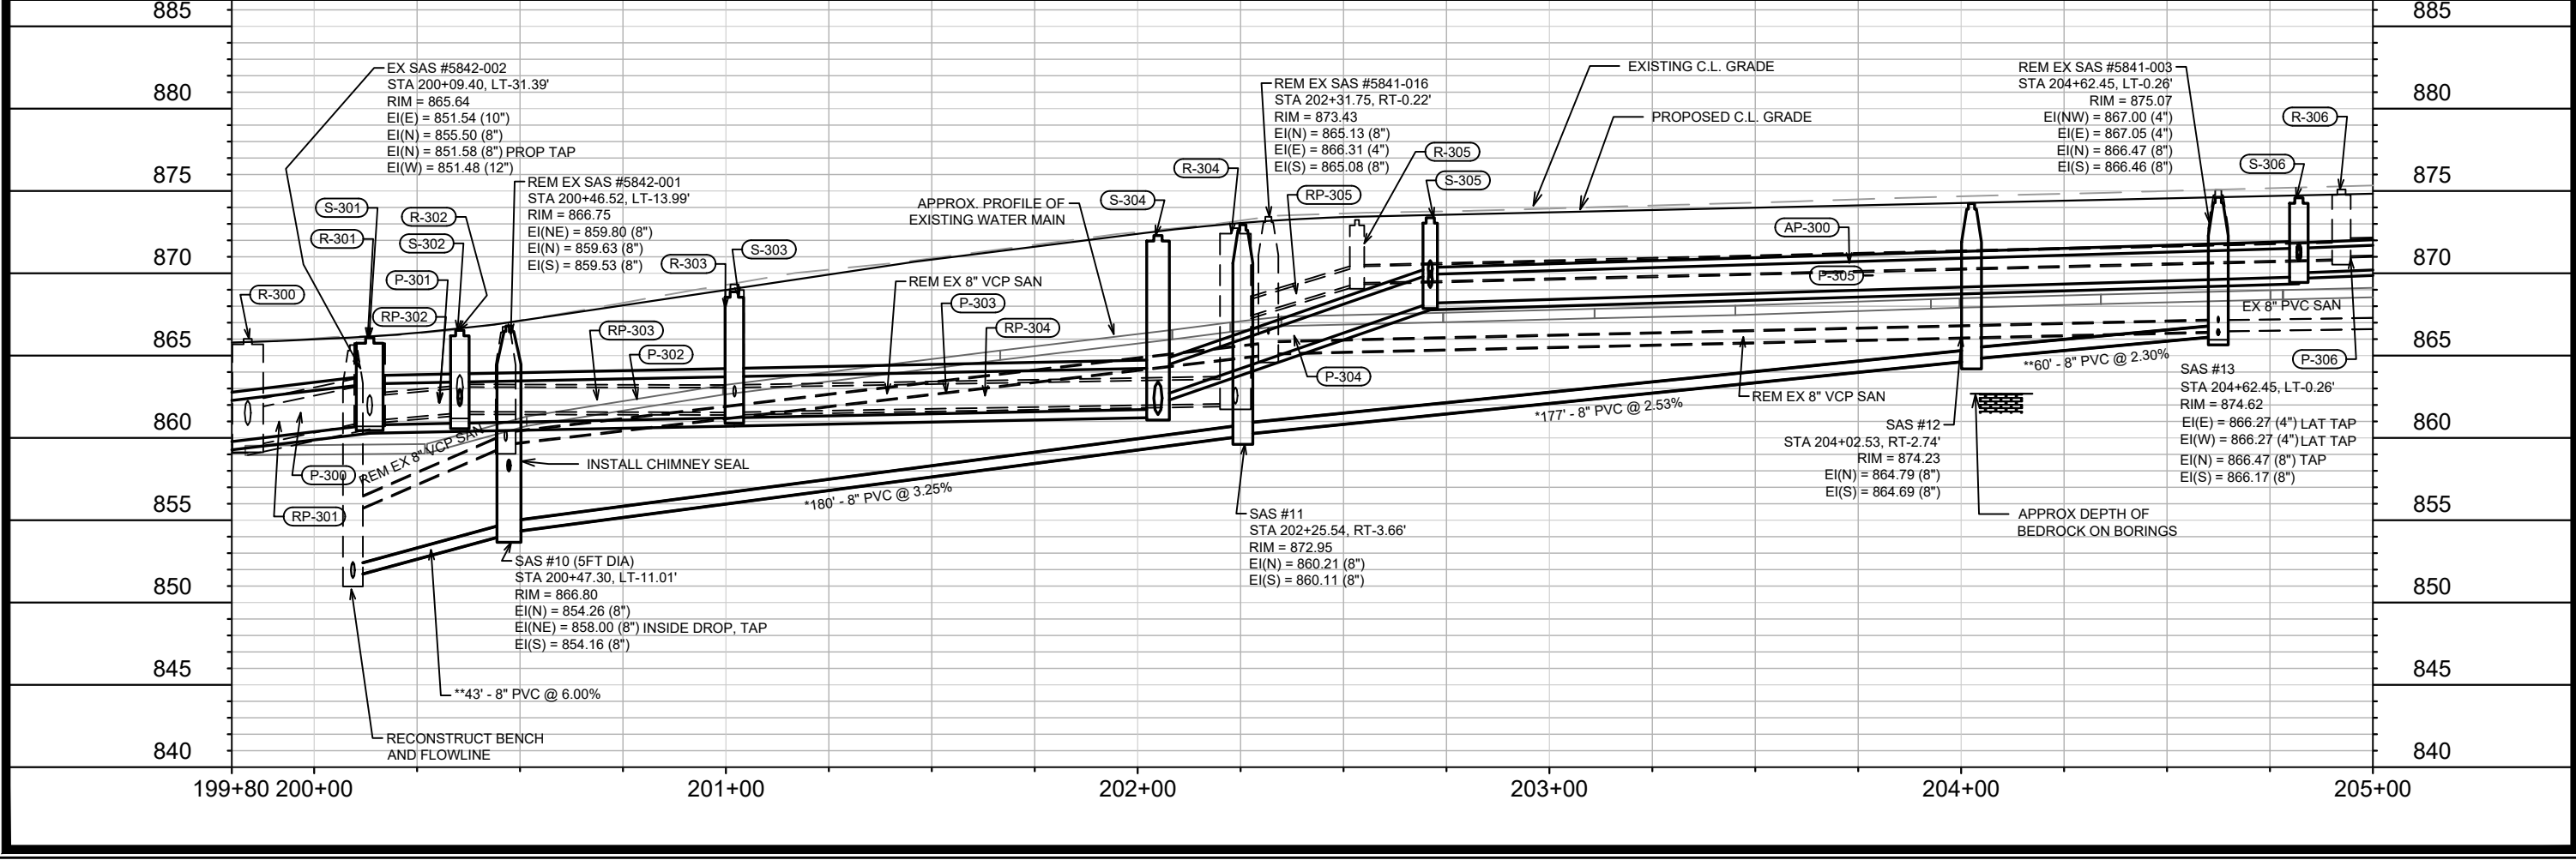 885
885
880
880
875
875
870
870
865
865
860
860
855
855
850
850
845
845
840
840
EX SAS #5842-002
STA 200+09.40, LT-31.39'
RIM = 865.64
EI(E) = 851.54 (10")
EI(N) = 855.50 (8")
EI(N) = 851.58 (8") PROP TAP
EI(W) = 851.48 (12")
REM EX SAS #5842-001
STA 200+46.52, LT-13.99'
RIM = 866.75
EI(NE) = 859.80 (8")
EI(N) = 859.63 (8")
EI(S) = 859.53 (8")
S-301
R-302
R-301
S-302
P-301
R-300
RP-302
RP-303
P-302
R-303
S-303
REM EX 8" VCP SAN
P-303
RP-304
APPROX. PROFILE OF
EXISTING WATER MAIN
S-304
R-304
REM EX SAS #5841-016
STA 202+31.75, RT-0.22'
RIM = 873.43
EI(N) = 865.13 (8")
EI(E) = 866.31 (4")
EI(S) = 865.08 (8")
RP-305
R-305
S-305
EXISTING C.L. GRADE
PROPOSED C.L. GRADE
AP-300
P-305
REM EX SAS #5841-003
STA 204+62.45, LT-0.26'
RIM = 875.07
EI(NW) = 867.00 (4")
EI(E) = 867.05 (4")
EI(N) = 866.47 (8")
EI(S) = 866.46 (8")
R-306
S-306
EX 8" PVC SAN
P-306
P-300
RP-301
REM EX 8" VCP SAN
INSTALL CHIMNEY SEAL
*180' - 8" PVC @ 3.25%
SAS #10 (5FT DIA)
STA 200+47.30, LT-11.01'
RIM = 866.80
EI(N) = 854.26 (8")
EI(NE) = 858.00 (8") INSIDE DROP, TAP
EI(S) = 854.16 (8")
**43' - 8" PVC @ 6.00%
RECONSTRUCT BENCH
AND FLOWLINE
P-304
*177' - 8" PVC @ 2.53%
SAS #11
STA 202+25.54, RT-3.66'
RIM = 872.95
EI(N) = 860.21 (8")
EI(S) = 860.11 (8")
REM EX 8" VCP SAN
SAS #12
STA 204+02.53, RT-2.74'
RIM = 874.23
EI(N) = 864.79 (8")
EI(S) = 864.69 (8")
**60' - 8" PVC @ 2.30%
APPROX DEPTH OF
BEDROCK ON BORINGS
SAS #13
STA 204+62.45, LT-0.26'
RIM = 874.62
EI(E) = 866.27 (4") LAT TAP
EI(W) = 866.27 (4") LAT TAP
EI(N) = 866.47 (8") TAP
EI(S) = 866.17 (8")
199+80 200+00
201+00
202+00
203+00
204+00
205+00